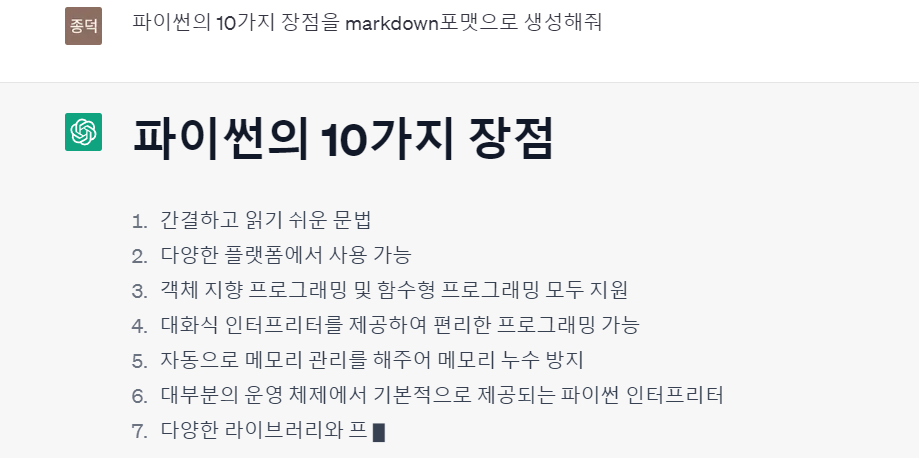 종덕
파이썬의 10가지 장점을 markdown포맷으로 생성해줘
파이썬의 10가지 장점
1. 간결하고 읽기 쉬운 문법
2. 다양한 플랫폼에서 사용 가능
3. 객체 지향 프로그래밍 및 함수형 프로그래밍 모두 지원
4. 대화식 인터프리터를 제공하여 편리한 프로그래밍 가능
5. 자동으로 메모리 관리를 해주어 메모리 누수 방지
6. 대부분의 운영 체제에서 기본적으로 제공되는 파이썬 인터프리터
7. 다양한 라이브러리와 프